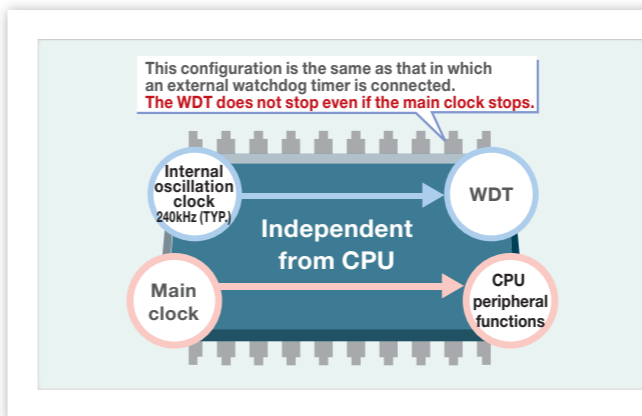 This configuration is the same as that in which
an external watchdog timer is connected.
The WDT does not stop even if the main clock stops.
Internal
oscillation
clock
240kHz (TYP.)
WDT
Independent
from CPU
Main
clock
CPU
peripheral
functions